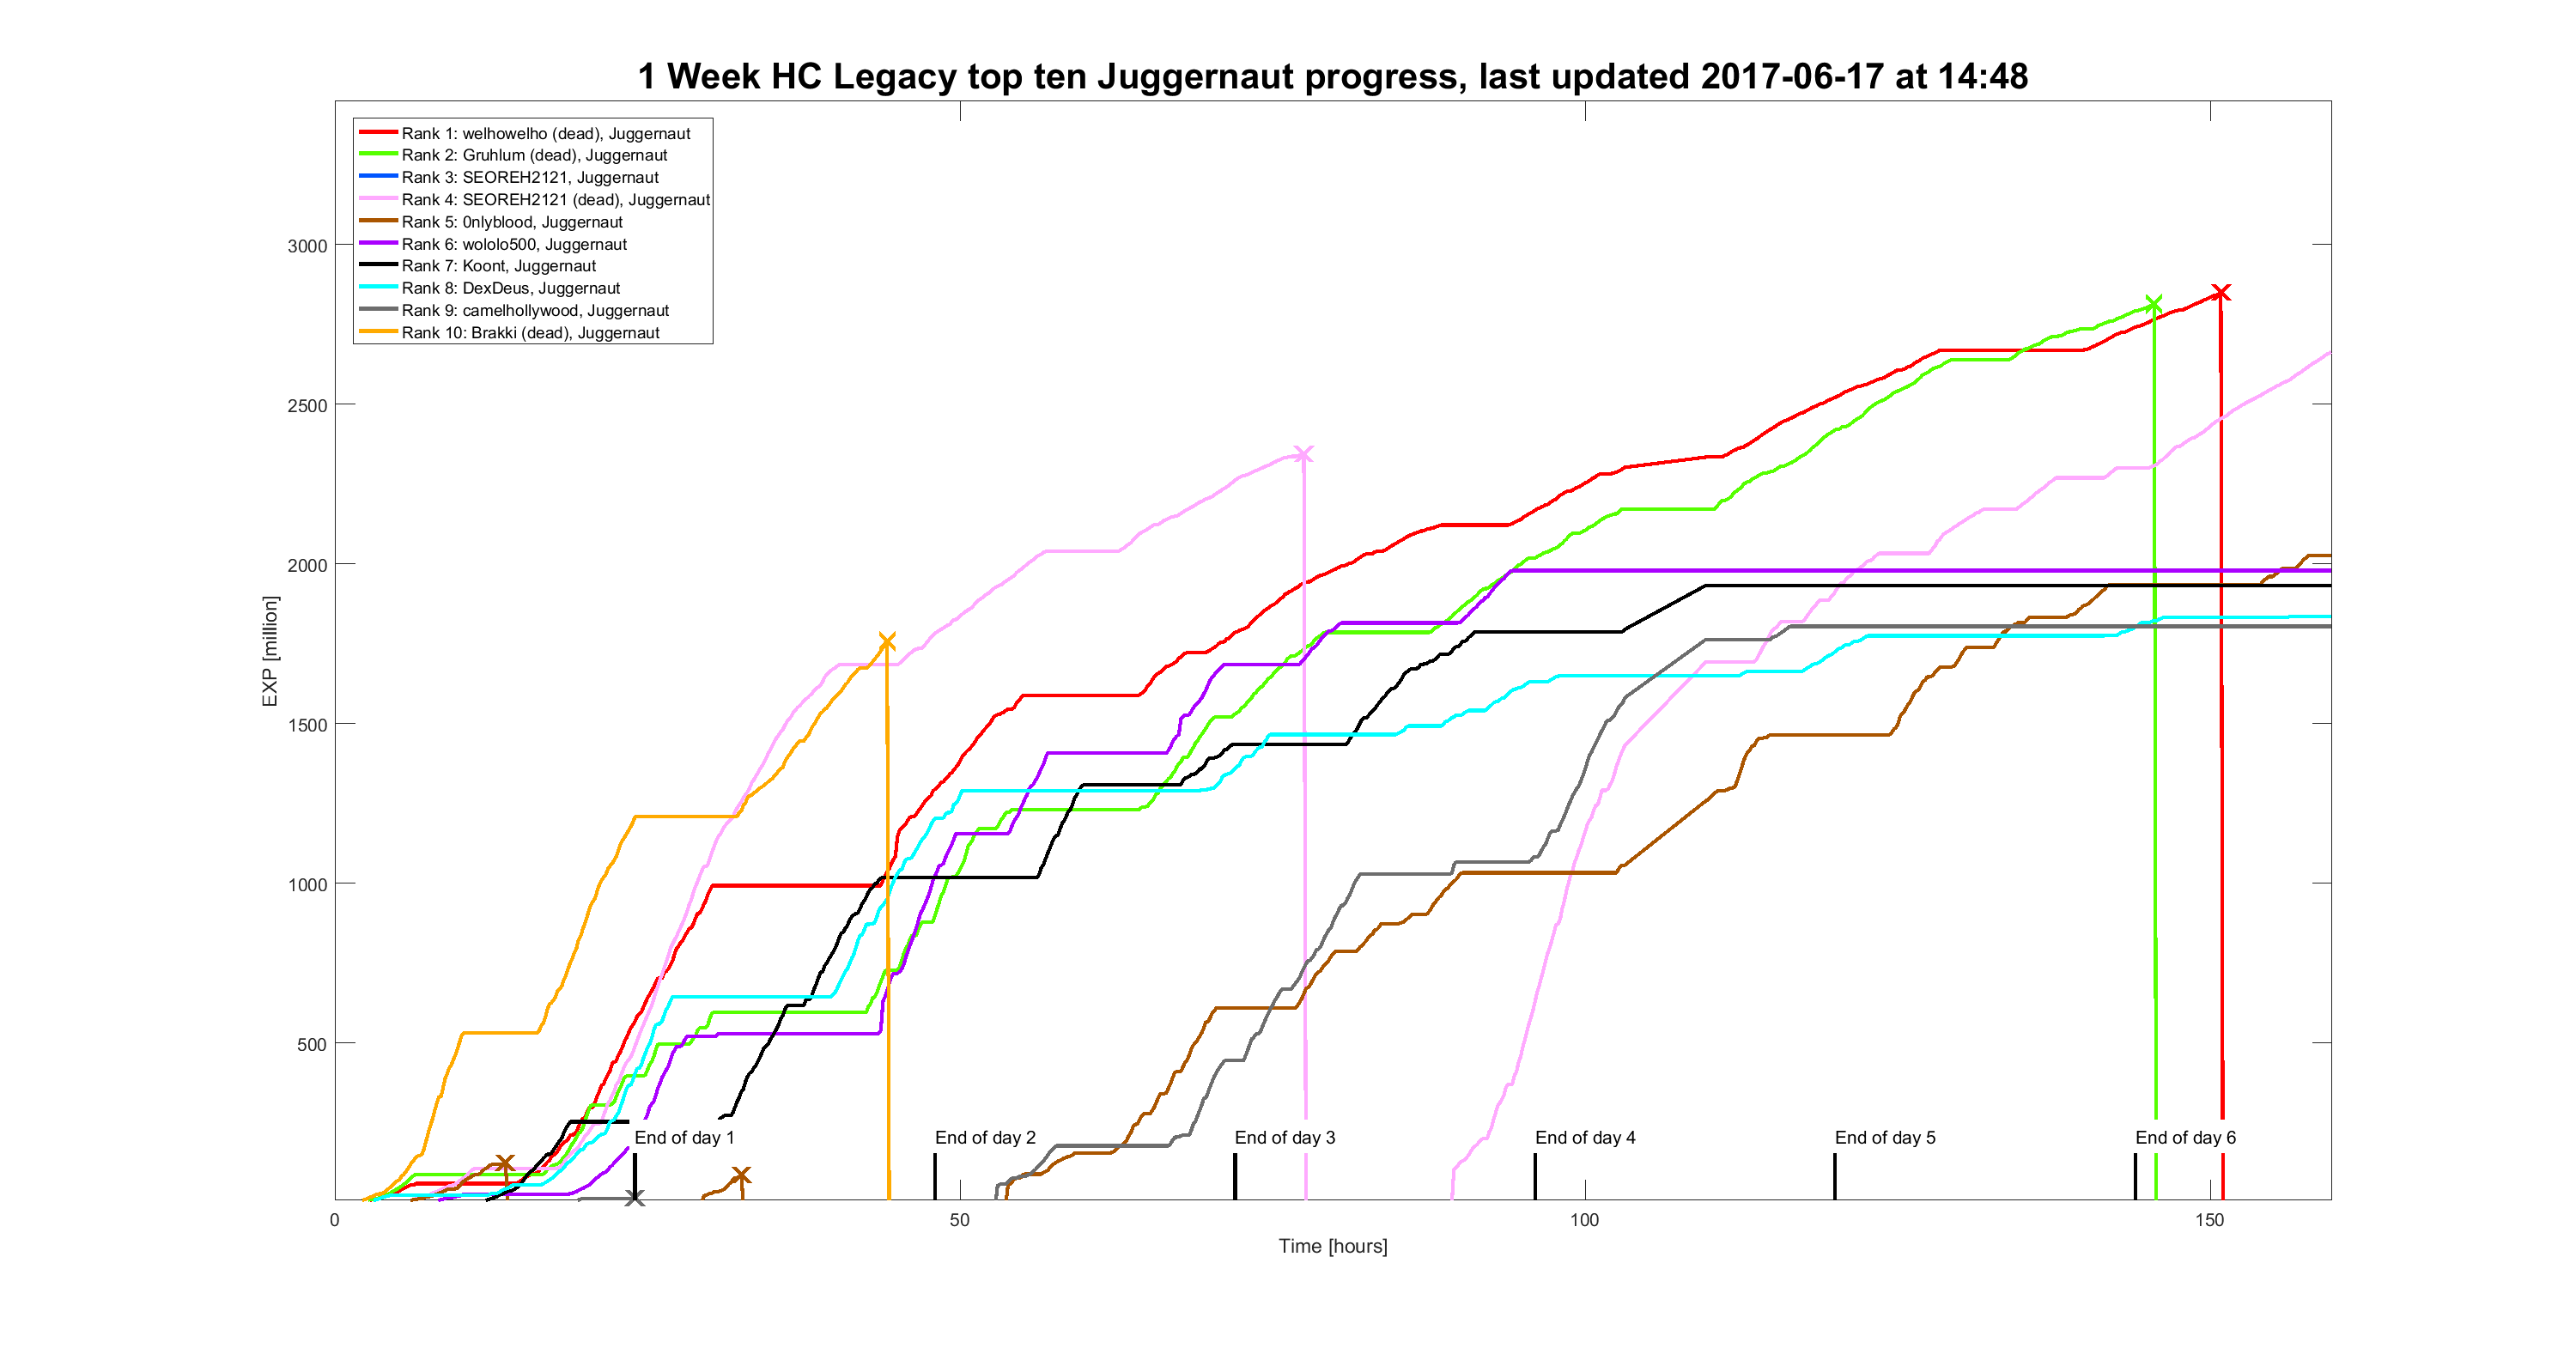 1 Week HC Legacy top ten Juggernaut progress, last updated 2017-06-17 at 14:48
Rank 1: welhowelho (dead), Juggernaut
Rank 2: Gruhlum (dead), Juggernaut
Rank 3: SEOREH2121, Juggernaut
Rank 4: SEOREH2121 (dead), Juggernaut
Rank 5: 0nlyblood, Juggernaut
Rank 6: wololo500, Juggernaut
Rank 7: Koont, Juggernaut
Rank 8: DexDeus, Juggernaut
Rank 9: camelhollywood, Juggernaut
Rank 10: Brakki (dead), Juggernaut
3000
2500
2000
1500
1000
500
EXP [million]
End of day 1
End of day 2
End of day 3
End of day 4
End of day 5
End of day 6
0
50
100
150
Time [hours]